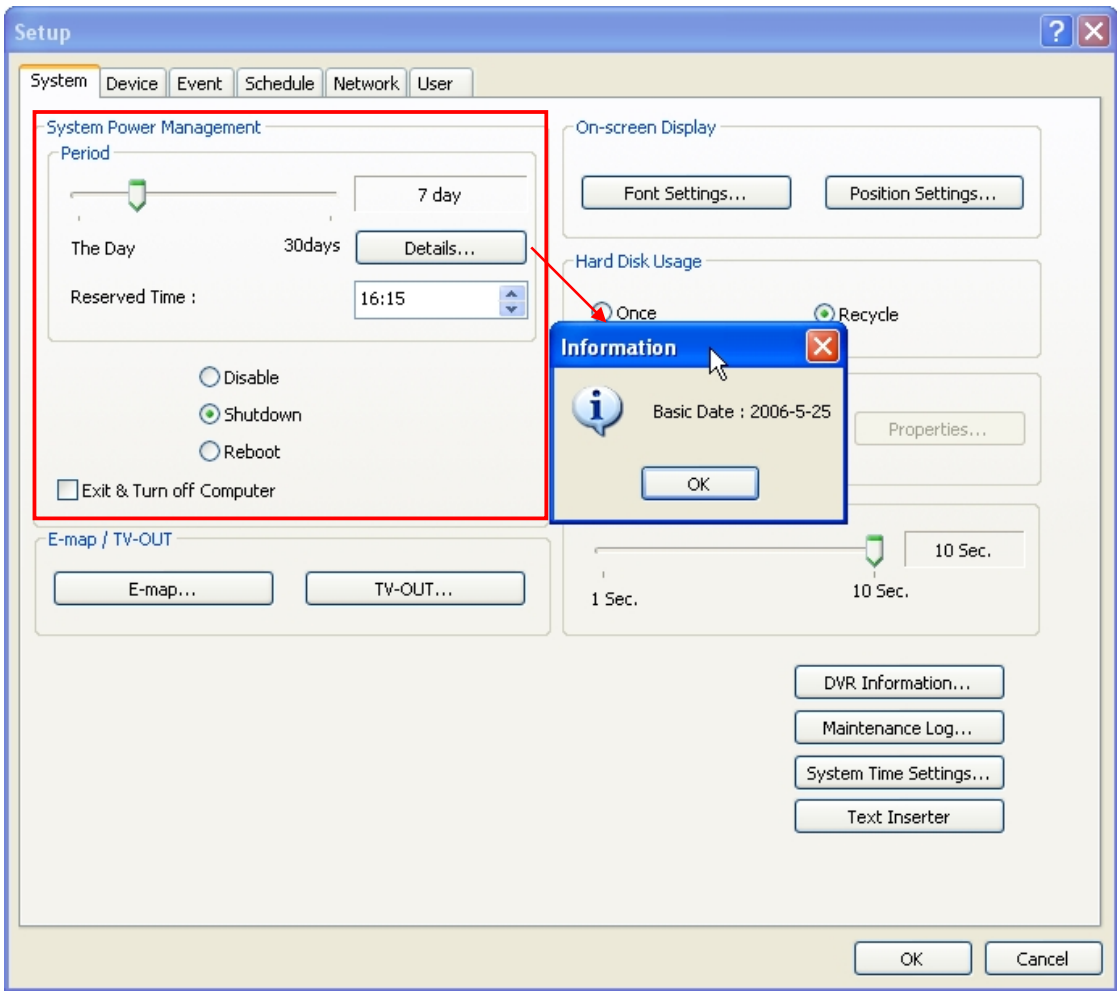 Setup
System Device Event Schedule Network User
System Power Management
Period
7 day
The Day 30days Details...
Reserved Time : 16:15
Disable
Shutdown
Reboot
Exit & Turn off Computer
E-map / TV-OUT
E-map... TV-OUT...
On-screen Display
Font Settings... Position Settings...
Hard Disk Usage
Once Recycle
Information
Basic Date : 2006-5-25
OK
Properties...
10 Sec.
1 Sec. 10 Sec.
DVR Information...
Maintenance Log...
System Time Settings...
Text Inserter
OK Cancel